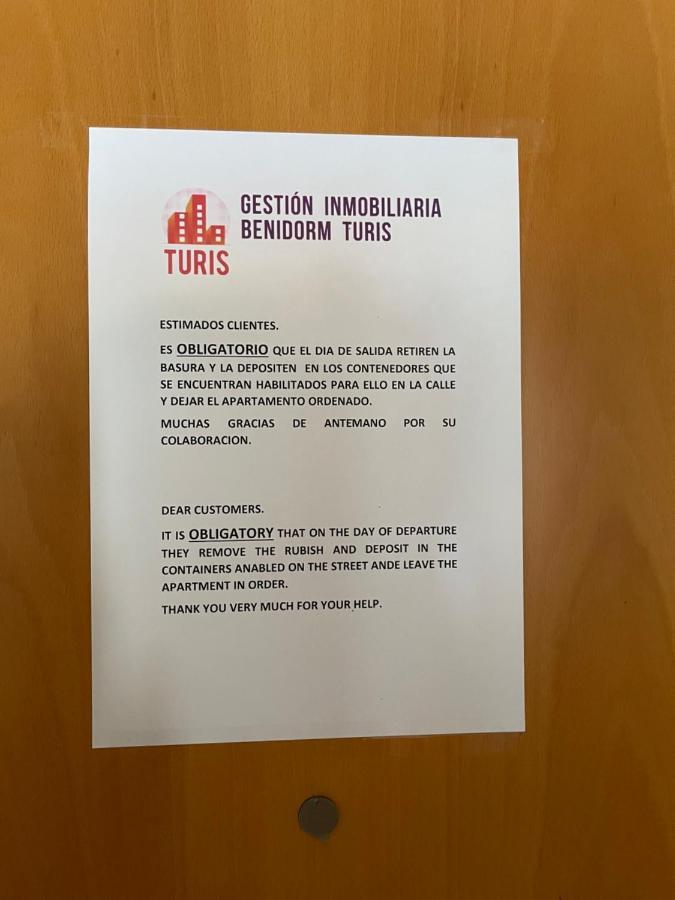 GESTIÓN INMOBILIARIA
BENIDORM TURIS
TURIS
ESTIMADOS CLIENTES.
ES OBLIGATORIO QUE EL DIA DE SALIDA RETIREN LA
BASURA Y LA DEPOSITEN EN LOS CONTENEDORES QUE
SE ENCUENTRAN HABILITADOS PARA ELLO EN LA CALLE
Y DEJAR EL APARTAMENTO ORDENADO.
MUCHAS GRACIAS DE ANTEMANO POR SU
COLABORACION.
DEAR CUSTOMERS.
IT IS OBLIGATORY THAT ON THE DAY OF DEPARTURE
THEY REMOVE THE RUBISH AND DEPOSIT IN THE
CONTAINERS ANABLED ON THE STREET ANDE LEAVE THE
APARTMENT IN ORDER.
THANK YOU VERY MUCH FOR YOUR HELP.